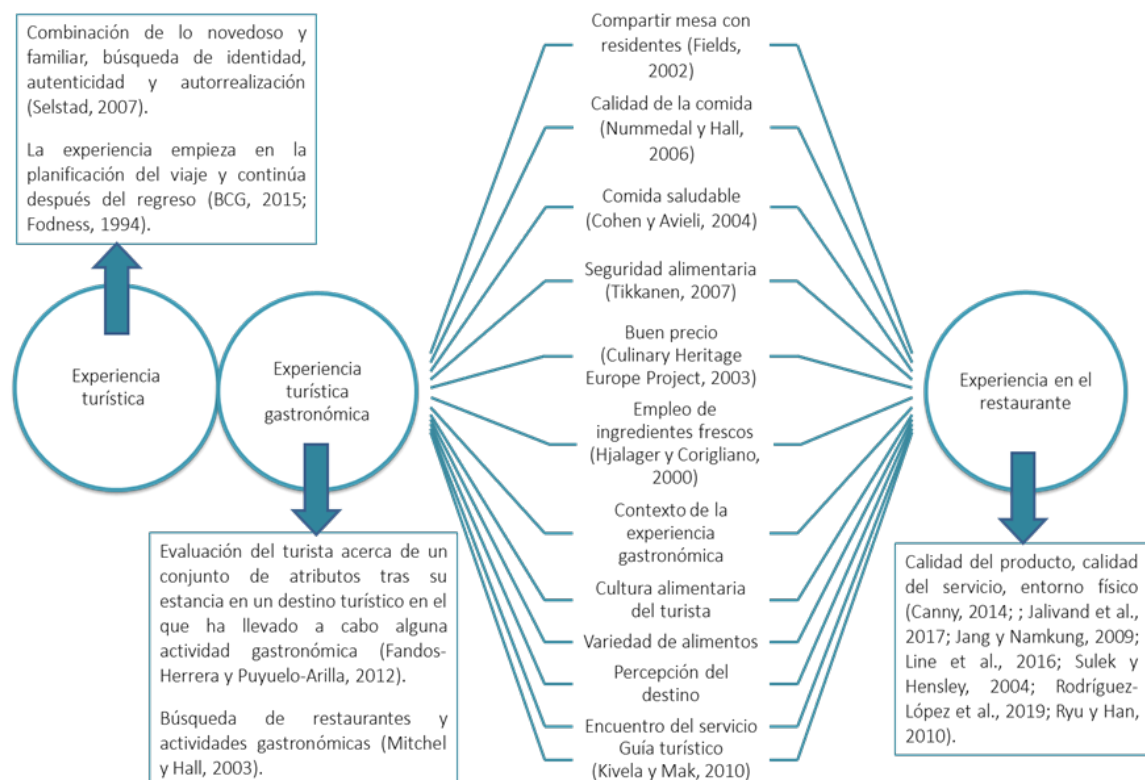 Combinación de lo novedoso y
familiar, búsqueda de identidad,
autenticidad y autorrealización
(Selstad, 2007).
La experiencia empieza en la
planificación del viaje y continúa
después del regreso (BCG, 2015;
Fodness, 1994).
Experiencia
turística
Experiencia
turística
gastronómica
Evaluación del turista acerca de un
conjunto de atributos tras su
estancia en un destino turístico en el
que ha llevado a cabo alguna
actividad gastronómica (Fandos-
Herrera y Puyuelo-Arilla, 2012).
Búsqueda de restaurantes y
actividades gastronómicas (Mitchel
y Hall, 2003).
Compartir mesa con
residentes (Fields,
2002)
Calidad de la comida
(Nummedal y Hall,
2006)
Comida saludable
(Cohen y Avieli, 2004)
Seguridad alimentaria
(Tikkanen, 2007)
Buen precio
(Culinary Heritage
Europe Project, 2003)
Empleo de
ingredientes frescos
(Hjalager y Corigliano,
2000)
Contexto de la
experiencia
gastronómica
Cultura alimentaria
del turista
Variedad de alimentos
Percepción del
destino
Encuentro del servicio
Guía turístico
(Kivela y Mak, 2010)
Experiencia en el
restaurante
Calidad del producto, calidad
del servicio, entorno físico
(Canny, 2014; ; Jalivand et al.,
2017; Jang y Namkung, 2009;
Line et al., 2016; Sulek y
Hensley, 2004; Rodríguez-
López et al., 2019; Ryu y Han,
2010).